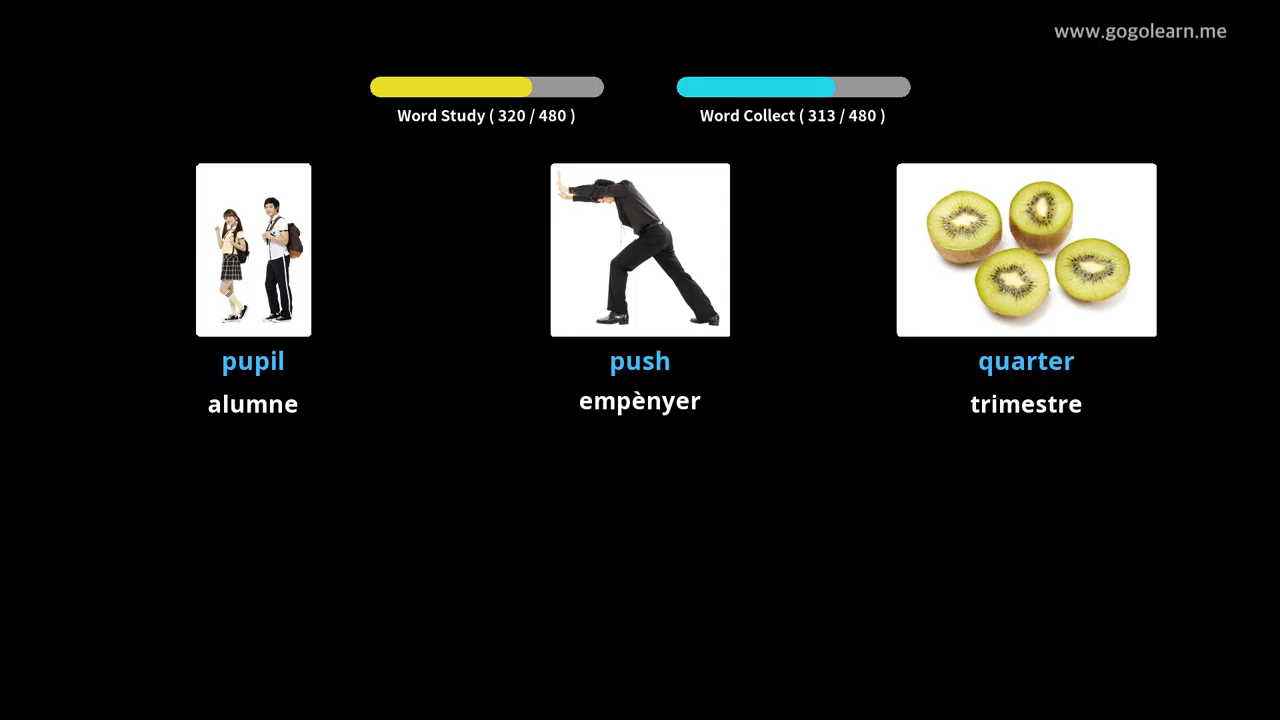 www.gogolearn.me
Word Study ( 320 / 480 )
Word Collect ( 313 / 480 )
pupil
alumne
push
empènyer
quarter
trimestre